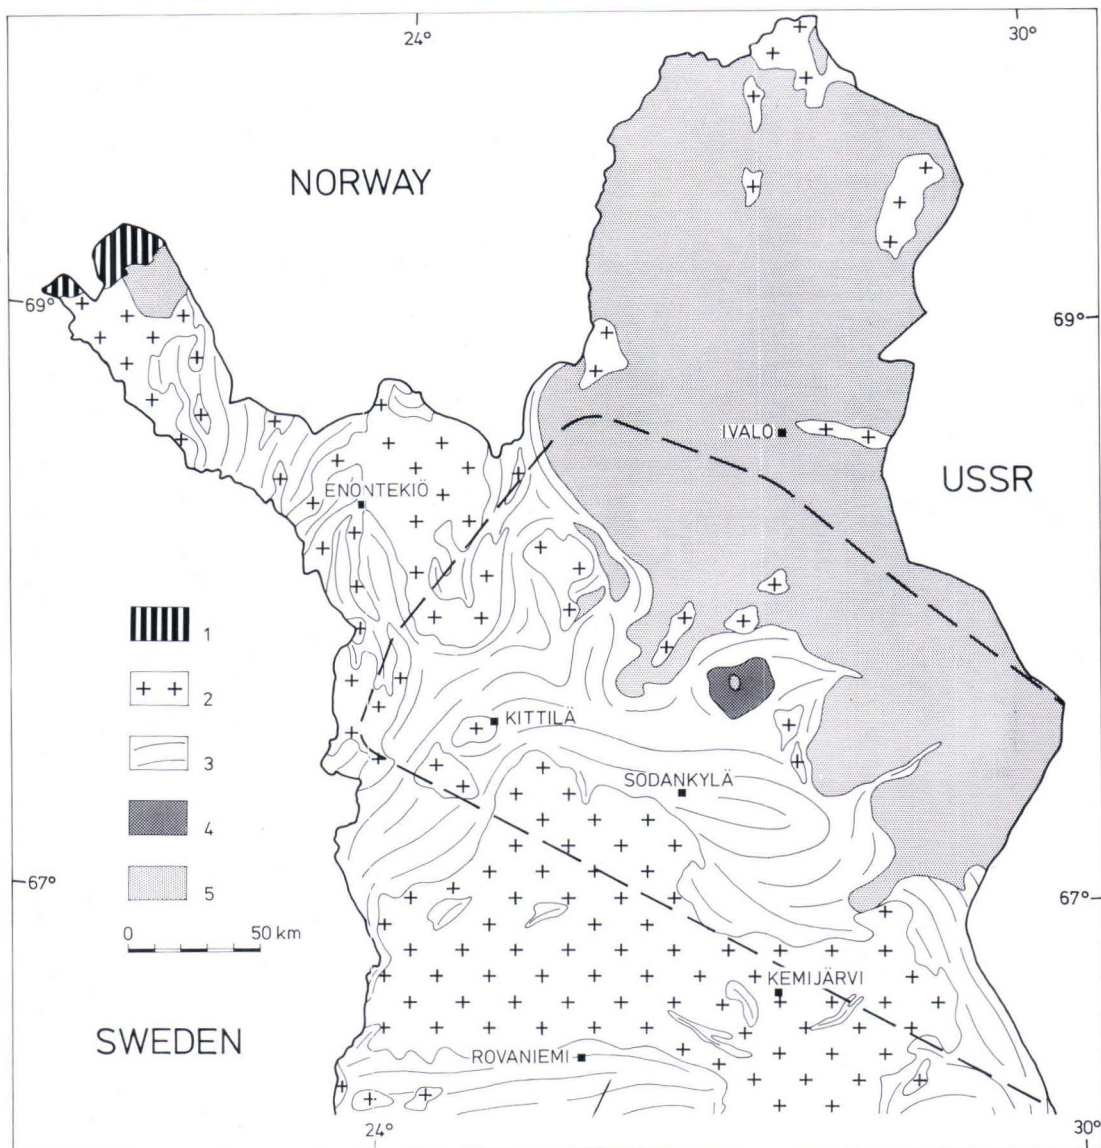 24°
30°
NORWAY
69°
69°
IVALO
USSR
ENONTEKIÖ
1
2
KITTILÄ
3
SODANKYLÄ
4
67°
5
67°
0 50 km
KEMIJÄRVI
SWEDEN
ROVANIEMI
24°
30°